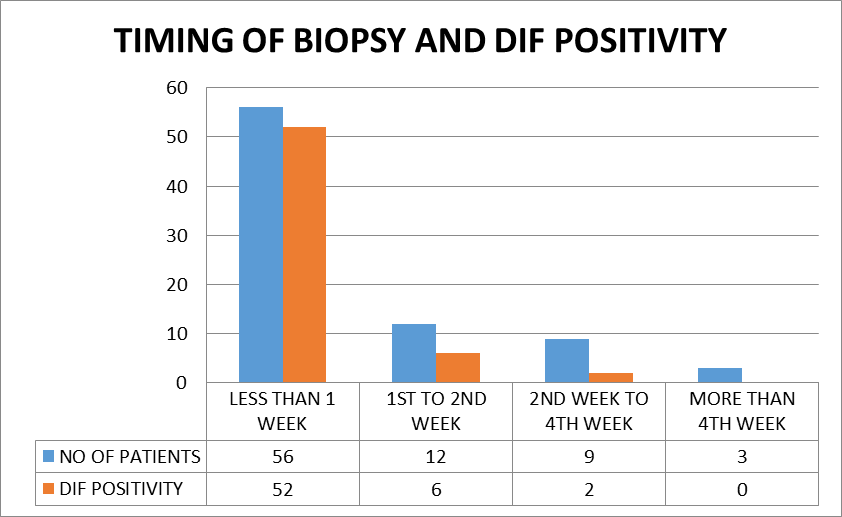 TIMING OF BIOPSY AND DIF POSITIVITY
60
50
40
30
20
10
0
LESS THAN 1 WEEK
1ST TO 2ND WEEK
2ND WEEK TO 4TH WEEK
MORE THAN 4TH WEEK
NO OF PATIENTS 56 12 9 3
DIF POSITIVITY 52 6 2 0